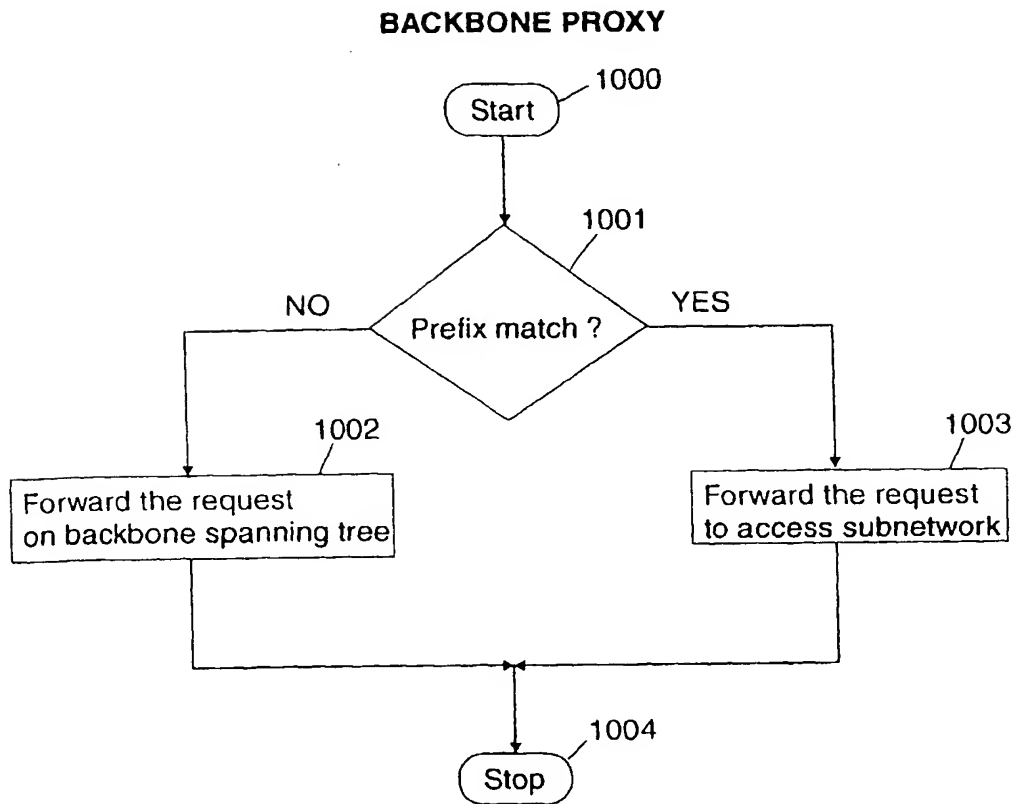 BACKBONE PROXY
1000
Start
1001
NO
YES
Prefix match ?
1002
1003
Forward the request
on backbone spanning tree
Forward the request
to access subnetwork
1004
Stop